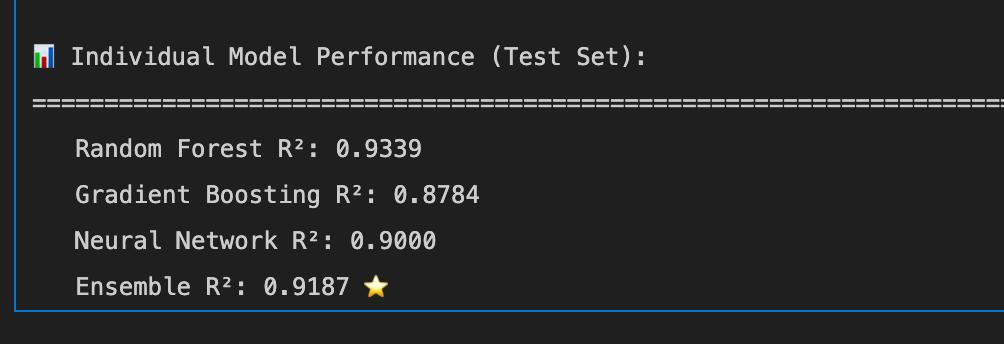 📊 Individual Model Performance (Test Set):
===================================================================
Random Forest R²: 0.9339
Gradient Boosting R²: 0.8784
Neural Network R²: 0.9000
Ensemble R²: 0.9187 ⭐